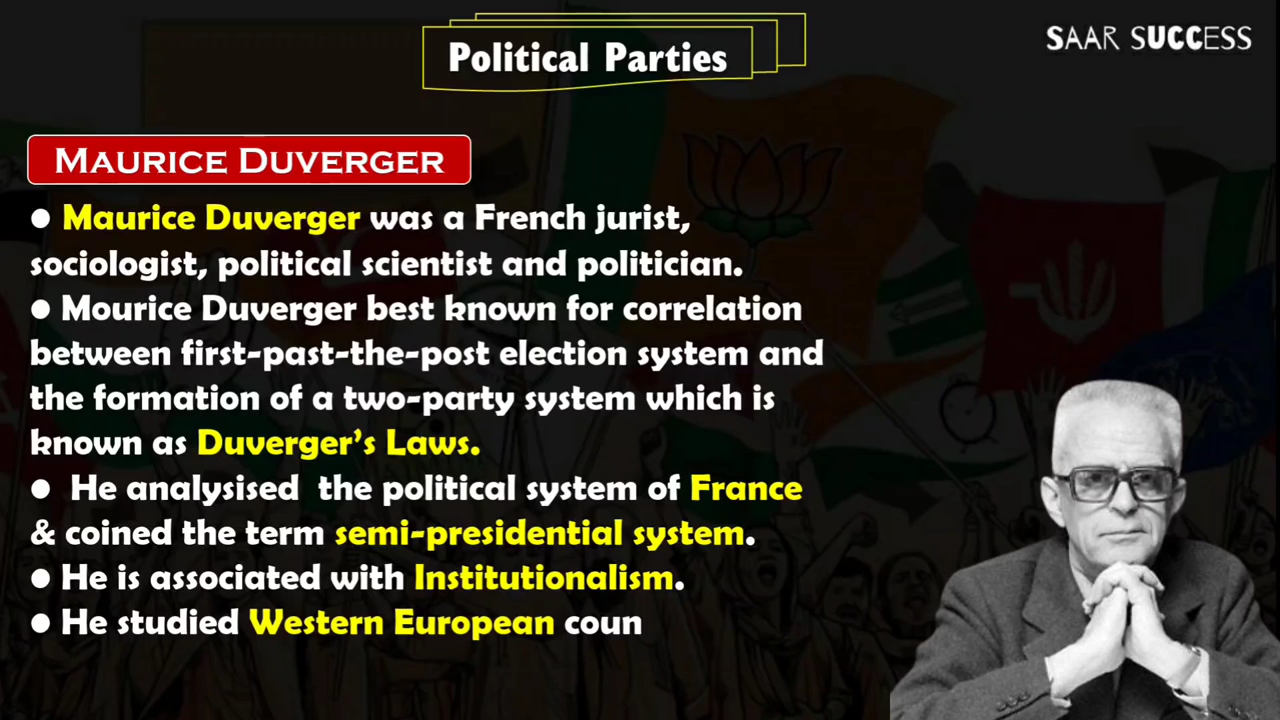 Political Parties
SAAR SUCCESS
MAURICE DUVERGER
● Maurice Duverger was a French jurist,
sociologist, political scientist and politician.
● Mourice Duverger best known for correlation
between first-past-the-post election system and
the formation of a two-party system which is
known as Duverger’s Laws.
● He analysised the political system of France
& coined the term semi-presidential system.
● He is associated with Institutionalism.
● He studied Western European coun